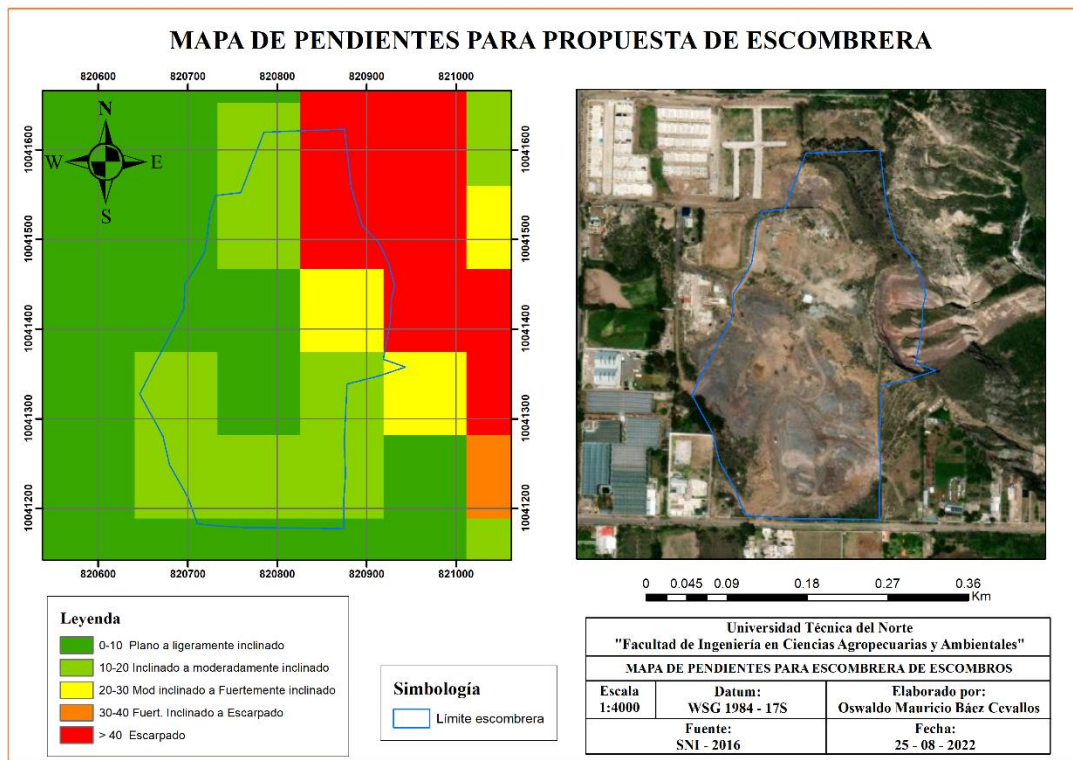 MAPA DE PENDIENTES PARA PROPUESTA DE ESCOMBRERA
820600 820700 820800 820900 821000
N
W E
S
10041600 10041600
10041500 10041500
10041400 10041400
10041300 10041300
10041200 10041200
820600 820700 820800 820900 821000
Leyenda
0-10 Plano a ligeramente inclinado
10-20 Inclinado a moderadamente inclinado
20-30 Mod inclinado a Fuertemente inclinado
30-40 Fuert. Inclinado a Escarpado
> 40 Escarpado
Simbología
Límite escombrera
0 0.045 0.09 0.18 0.27 0.36
Km
Universidad Técnica del Norte
"Facultad de Ingeniería en Ciencias Agropecuarias y Ambientales"
MAPA DE PENDIENTES PARA ESCOMBRERA DE ESCOMBROS
Escala
1:4000
Datum:
WSG 1984 - 17S
Elaborado por:
Oswaldo Mauricio Báez Cevallos
Fuente:
SNI - 2016
Fecha:
25 - 08 - 2022